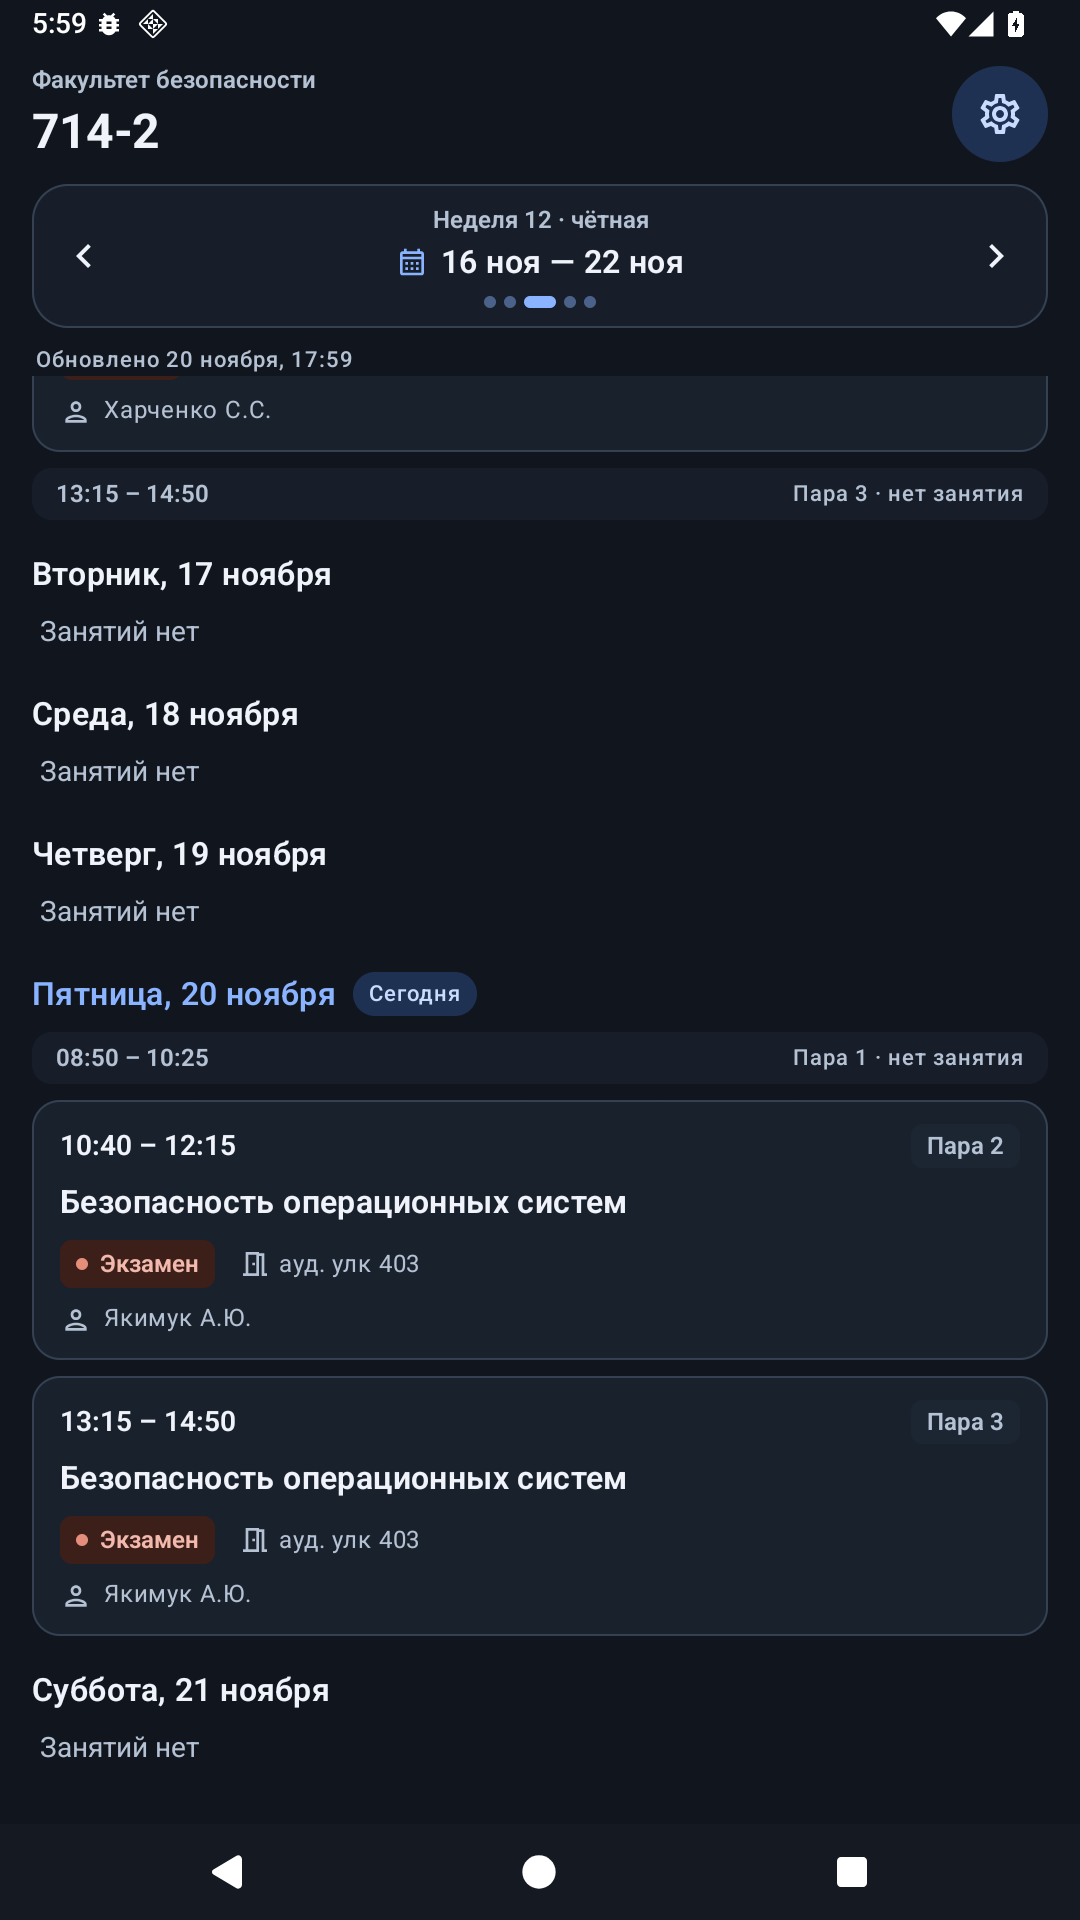 5:59
Факультет безопасности
714-2
Неделя 12 · чётная
16 ноя — 22 ноя
Обновлено 20 ноября, 17:59
Харченко С.С.
13:15 – 14:50
Пара 3 · нет занятия
Вторник, 17 ноября
Занятий нет
Среда, 18 ноября
Занятий нет
Четверг, 19 ноября
Занятий нет
Пятница, 20 ноября
Сегодня
08:50 – 10:25
Пара 1 · нет занятия
10:40 – 12:15
Пара 2
Безопасность операционных систем
Экзамен
ауд. улк 403
Якимук А.Ю.
13:15 – 14:50
Пара 3
Безопасность операционных систем
Экзамен
ауд. улк 403
Якимук А.Ю.
Суббота, 21 ноября
Занятий нет